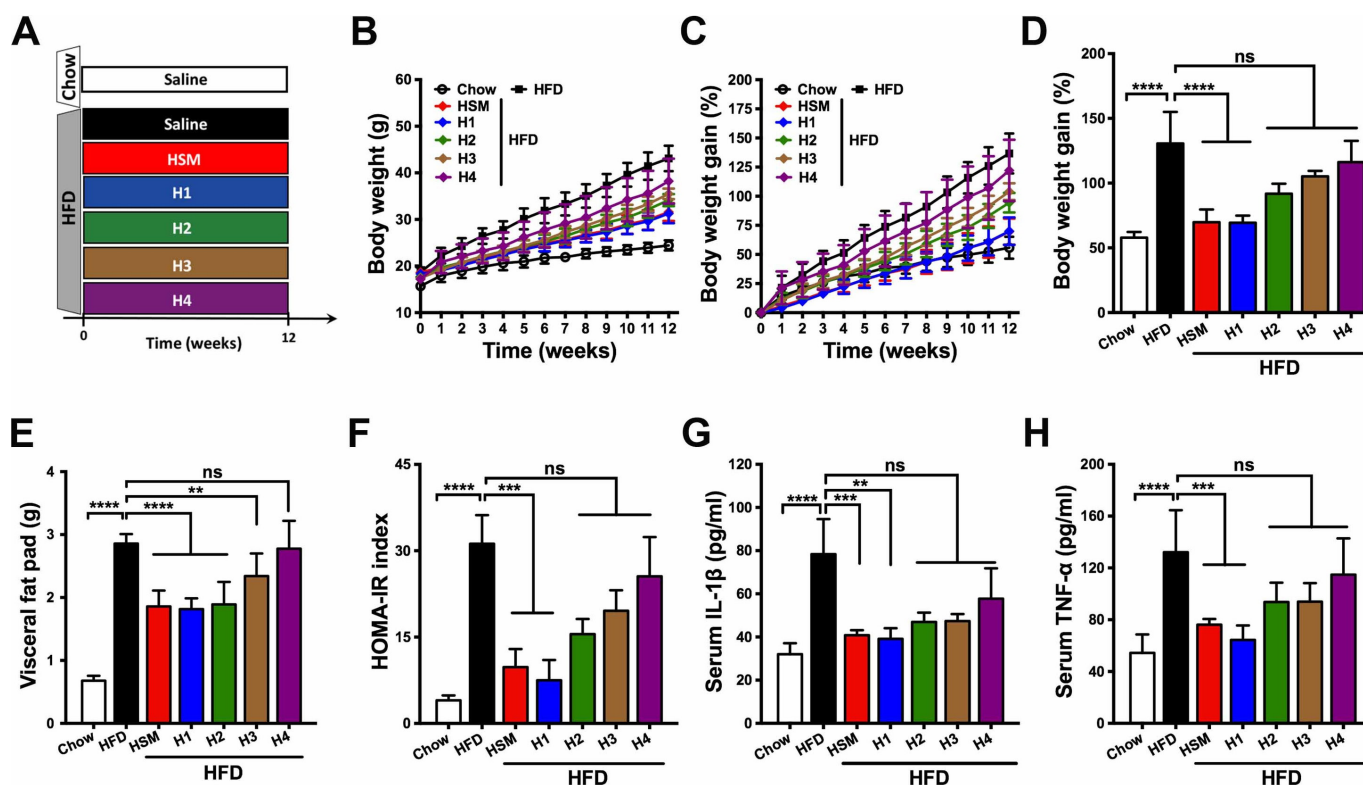 A
Chow
Saline
HFD
Saline
HSM
H1
H2
H3
H4
0
12
Time (weeks)
B
Body weight (g)
60
50
40
30
20
10
Chow
HFD
HSM
H1
H2
H3
H4
HFD
0 1 2 3 4 5 6 7 8 9 10 11 12
Time (weeks)
C
Body weight gain (%)
200
175
150
125
100
75
50
25
0
Chow
HFD
HSM
H1
H2
H3
H4
HFD
0 1 2 3 4 5 6 7 8 9 10 11 12
Time (weeks)
D
Body weight gain (%)
200
150
100
50
0
ns
**** ****
Chow HFD HSM H1 H2 H3 H4
HFD
E
Visceral fat pad (g)
4
3
2
1
0
ns
**
**** ****
Chow HFD HSM H1 H2 H3 H4
HFD
F
HOMA-IR index
45
30
15
0
ns
**** ***
Chow HFD HSM H1 H2 H3 H4
HFD
G
Serum IL-1β (pg/ml)
120
100
80
60
40
20
0
ns
**
**** ***
Chow HFD HSM H1 H2 H3 H4
HFD
H
Serum TNF-α (pg/ml)
200
160
120
80
40
0
ns
**** ***
Chow HFD HSM H1 H2 H3 H4
HFD